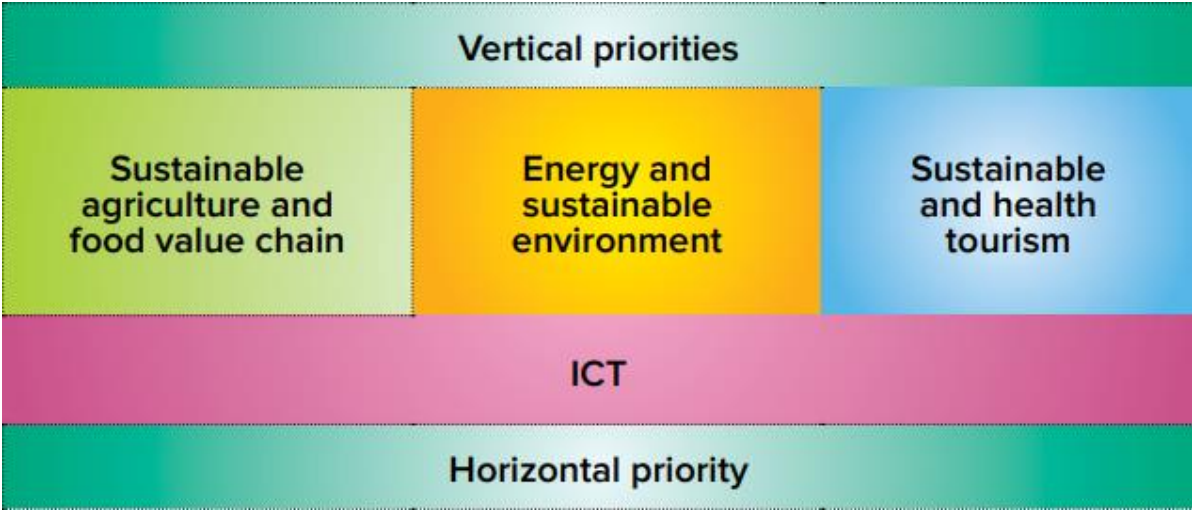 Vertical priorities
Sustainable
agriculture and
food value chain
Energy and
sustainable
environment
Sustainable
and health
tourism
ICT
Horizontal priority